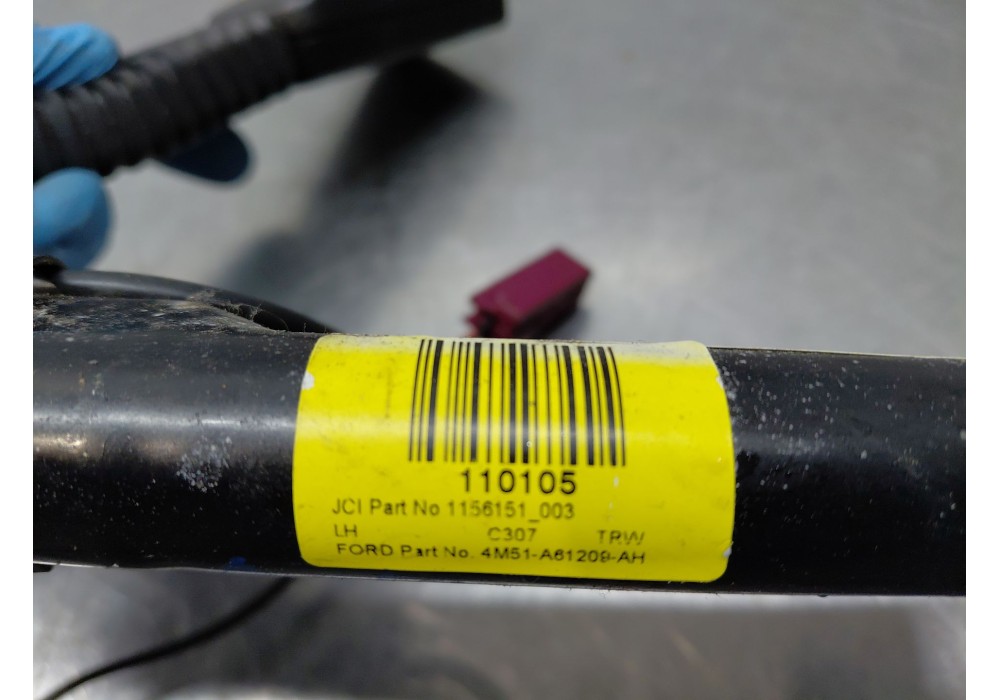 110105
JCI Part No 1156151_003
LH C307 TRW
FORD Part No. 4M51-A61209-AH